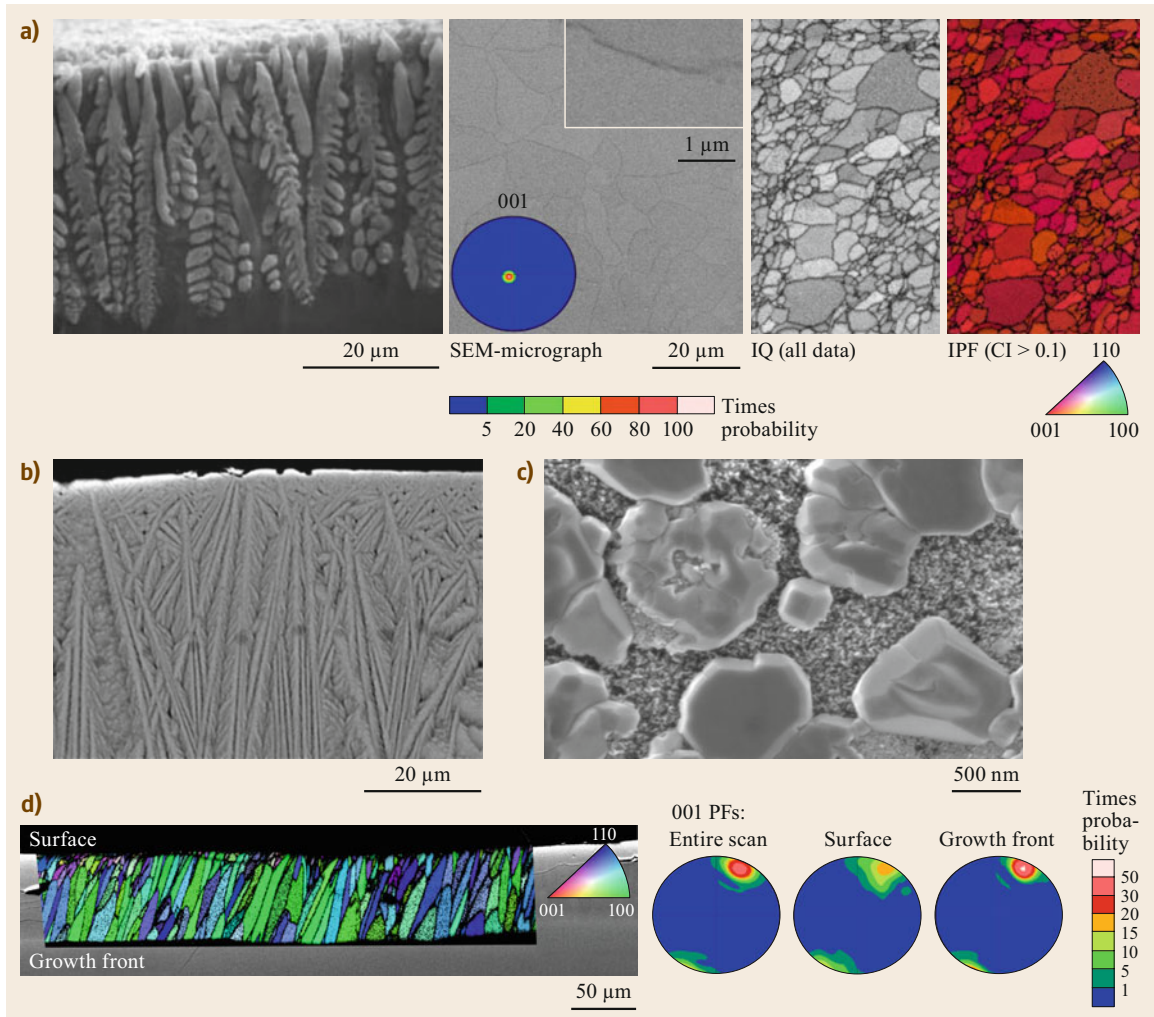 a)
001
1 µm
20 µm
SEM-micrograph
20 µm
IQ (all data)
IPF (CI > 0.1)
110
001
100
5 20 40 60 80 100
Times
probability
b)
20 µm
c)
500 nm
d)
Surface
110
001
100
Growth front
50 µm
001 PFs:
Entire scan
Surface
Growth front
Times
proba-
bility
50
30
20
15
10
5
1